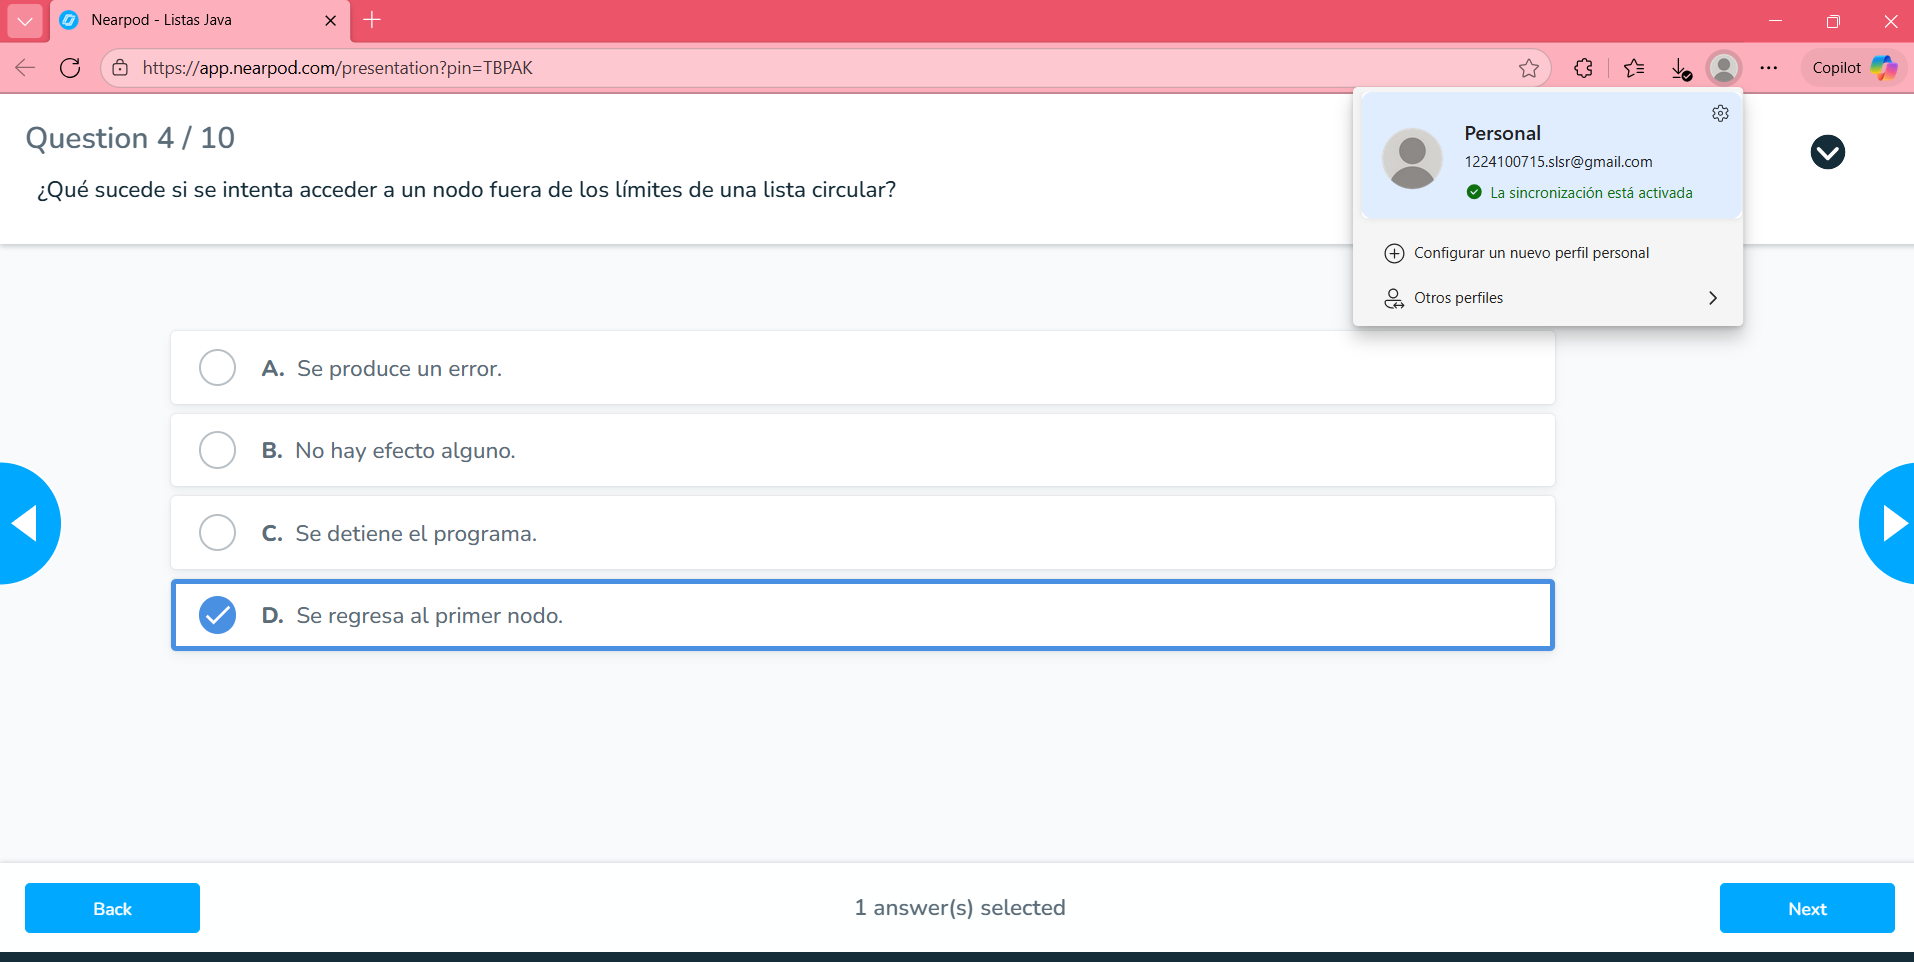 Nearpod - Listas Java
https://app.nearpod.com/presentation?pin=TBPAK
Copilot
Question 4 / 10
¿Qué sucede si se intenta acceder a un nodo fuera de los límites de una lista circular?
Personal
1224100715.slsr@gmail.com
La sincronización está activada
Configurar un nuevo perfil personal
Otros perfiles
A. Se produce un error.
B. No hay efecto alguno.
C. Se detiene el programa.
D. Se regresa al primer nodo.
Back
1 answer(s) selected
Next